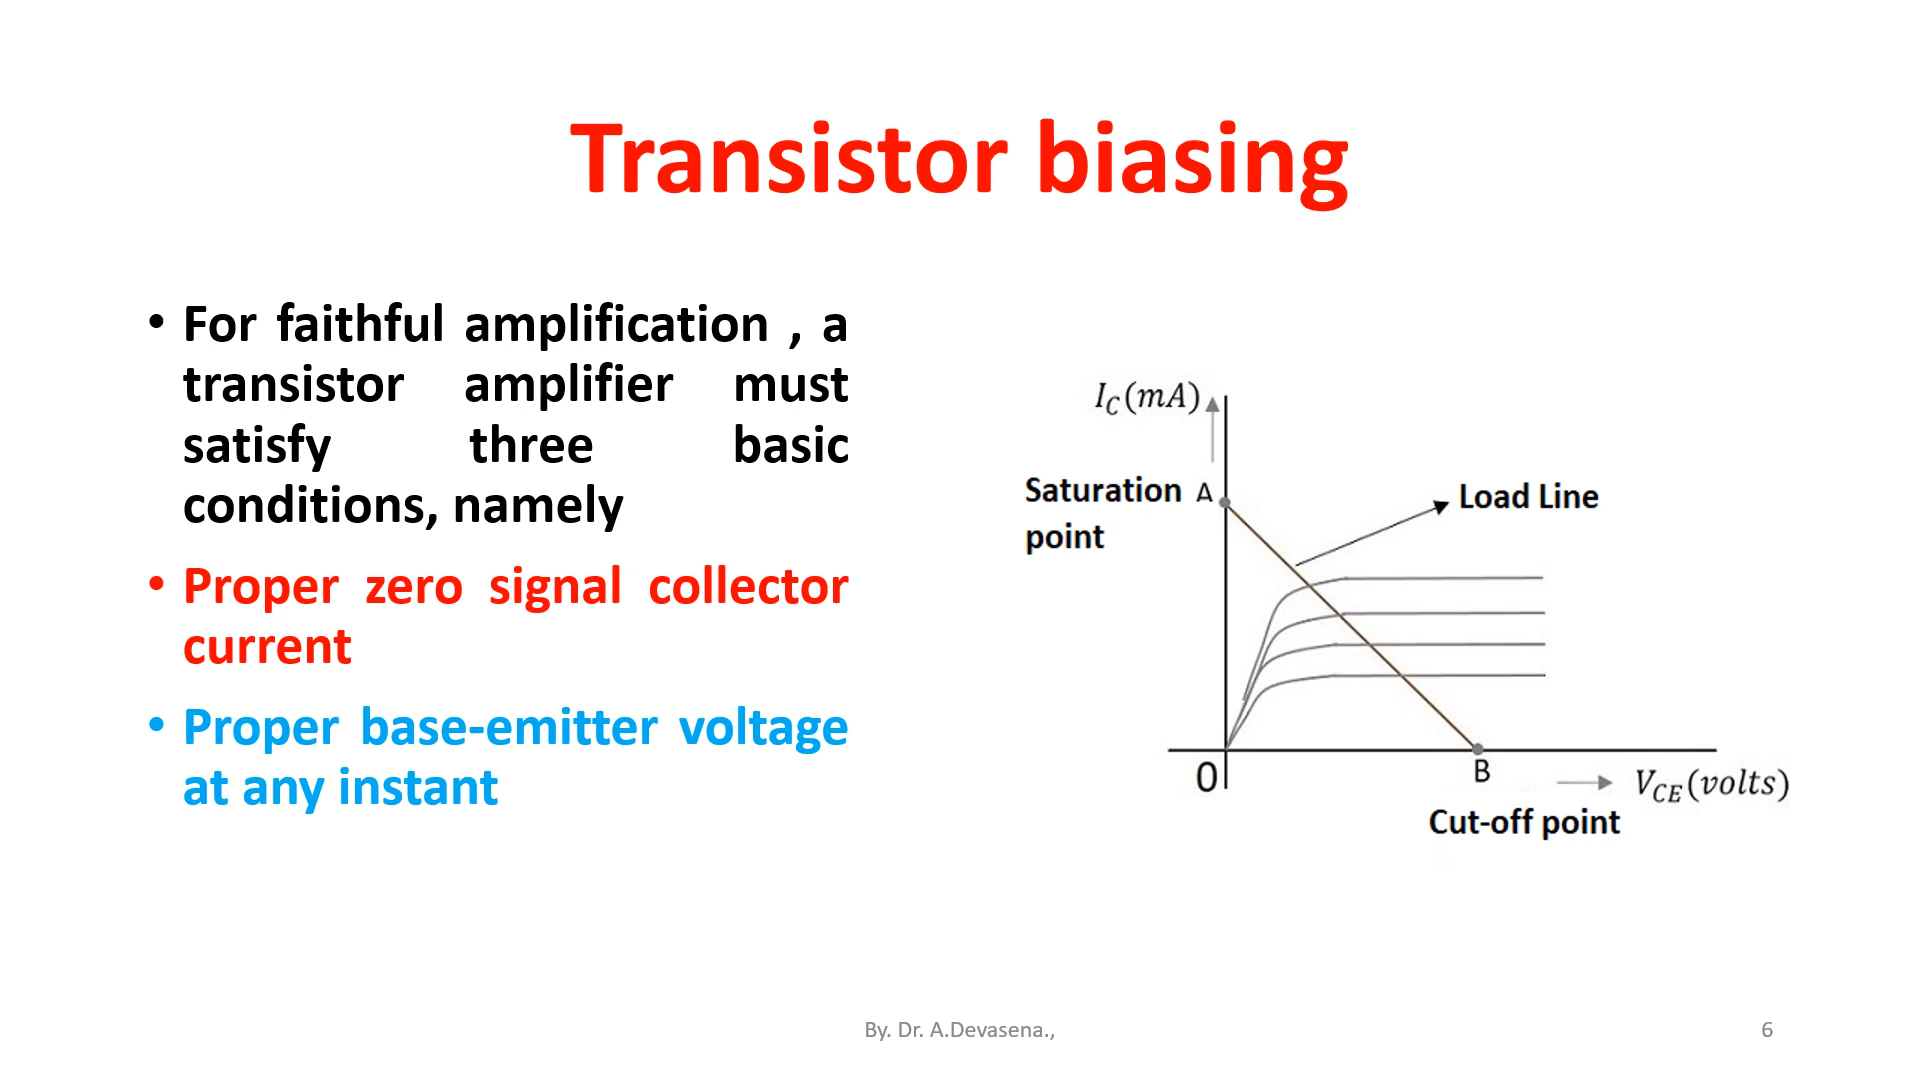 Transistor biasing
• For faithful amplification , a
transistor amplifier must
satisfy three basic
conditions, namely
• Proper zero signal collector
current
• Proper base-emitter voltage
at any instant
I_C(mA)
Saturation A
point
Load Line
O
B
V_CE(volts)
Cut-off point
By. Dr. A.Devasena.,
6